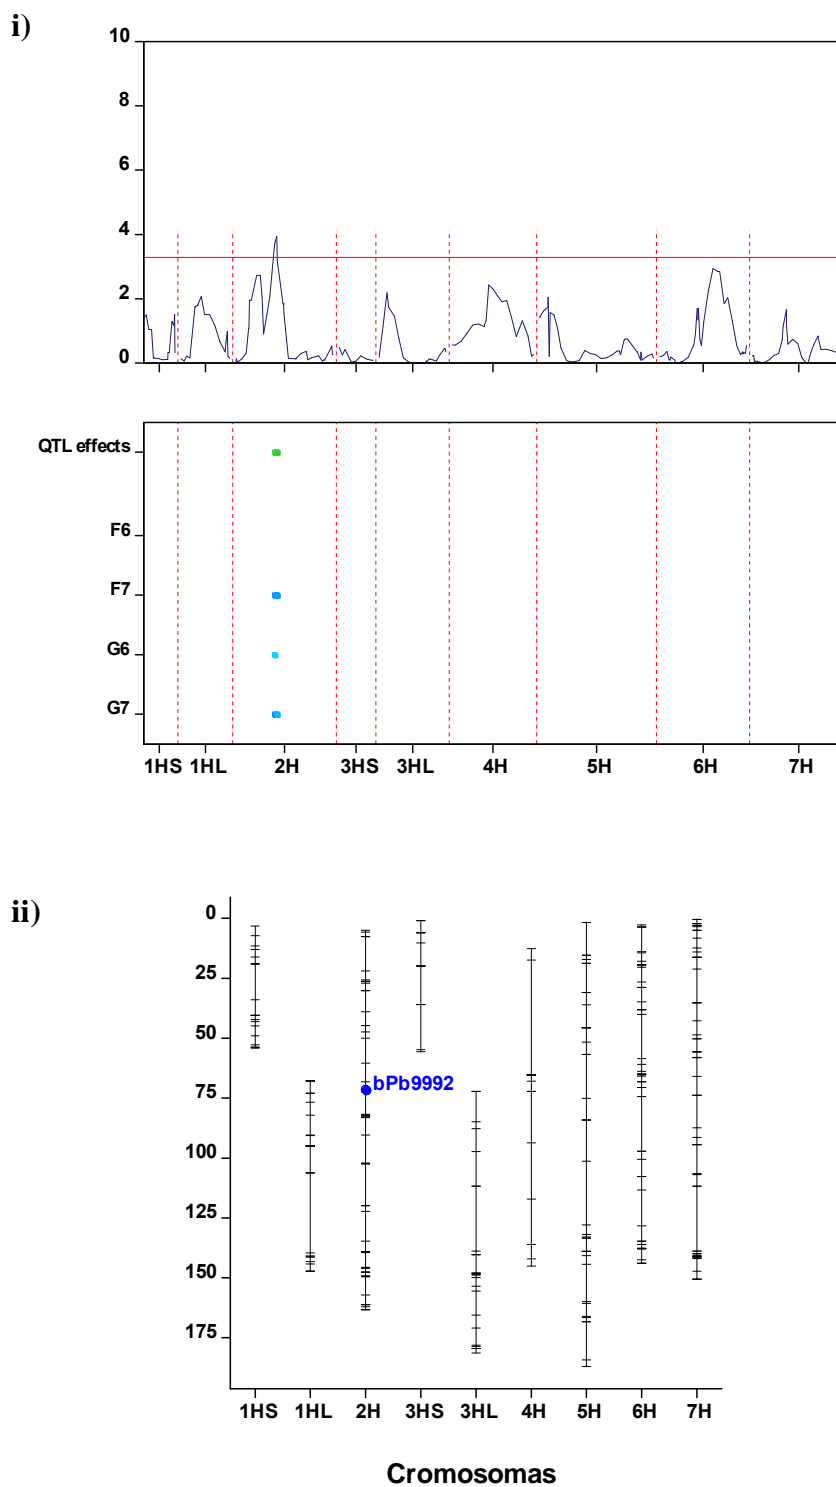 i)
10
8
6
4
2
0
QTL effects
F6
F7
G6
G7
1HS 1HL 2H 3HS 3HL 4H 5H 6H 7H
ii)
0
25
50
75
bPb9992
100
125
150
175
1HS 1HL 2H 3HS 3HL 4H 5H 6H 7H
Cromosomas